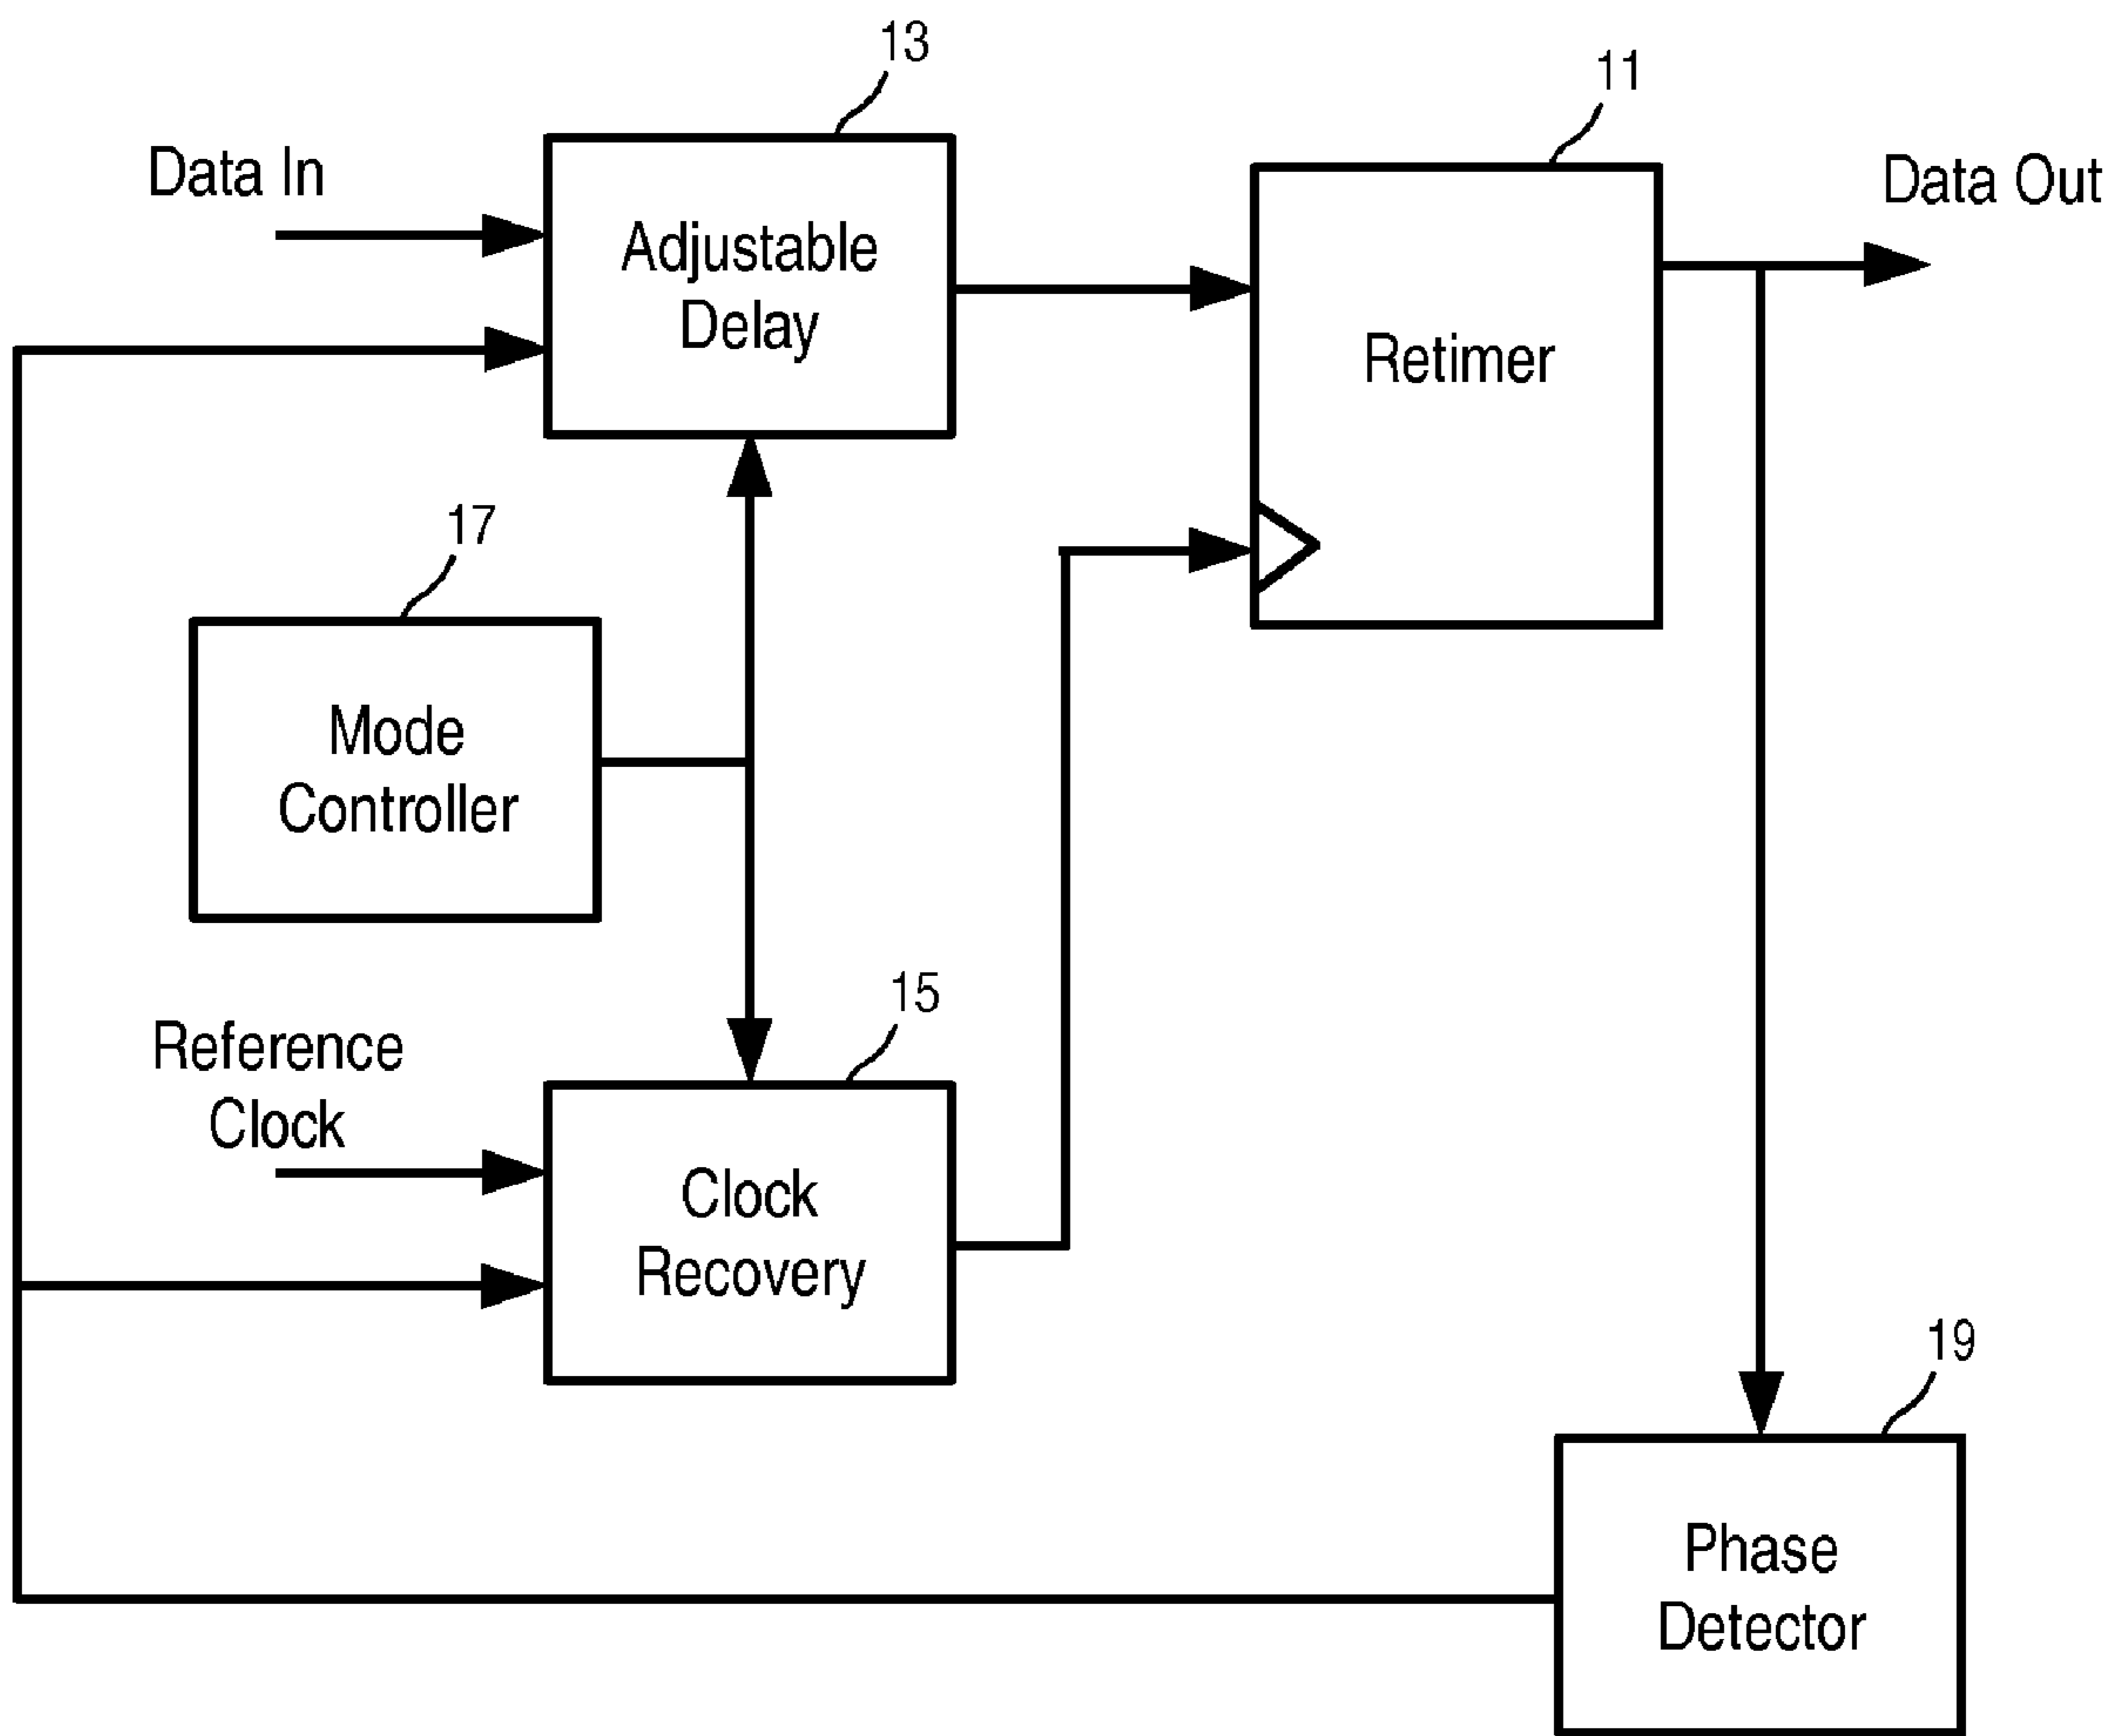 13
11
Data In
Data Out
Adjustable
Delay
Retimer
17
Mode
Controller
15
Reference
Clock
Clock
Recovery
19
Phase
Detector